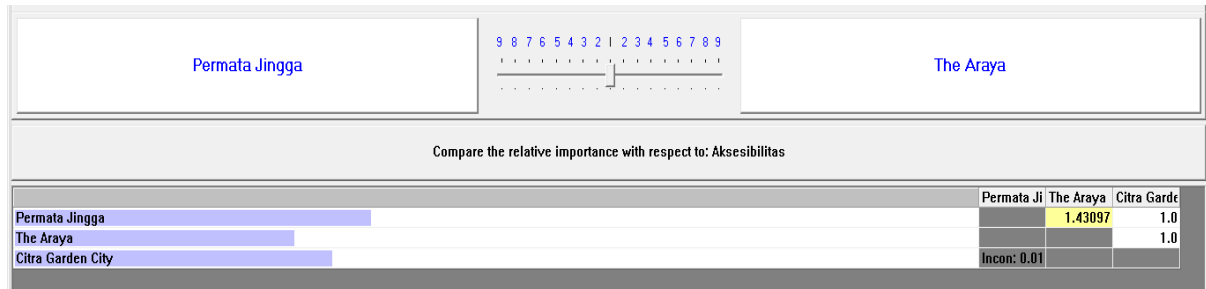 Permata Jingga
9 8 7 6 5 4 3 2 1 2 3 4 5 6 7 8 9
The Araya
Compare the relative importance with respect to: Aksesibilitas
Permata Ji The Araya Citra Garde
Permata Jingga 1.43097 1.0
The Araya 1.0
Citra Garden City Incon: 0.01